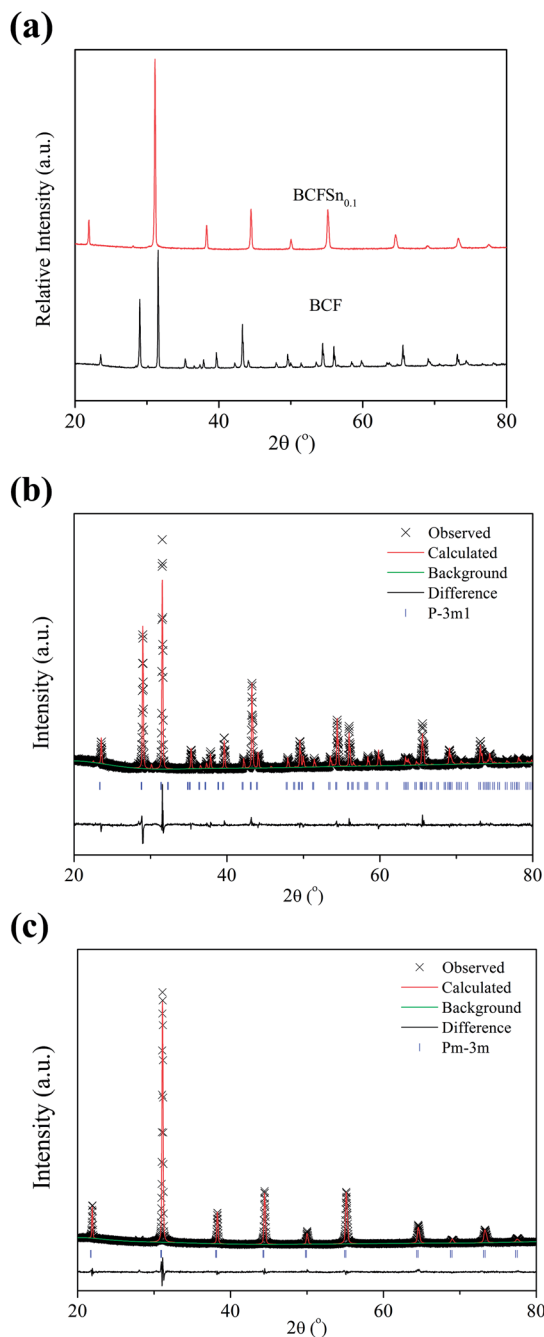 (a)
Relative Intensity (a.u.)
BCFSn0.1
BCF
20 40 60 80
2θ (°)
(b)
Intensity (a.u.)
Observed
Calculated
Background
Difference
P-3m1
20 40 60 80
2θ (°)
(c)
Intensity (a.u.)
Observed
Calculated
Background
Difference
Pm-3m
20 40 60 80
2θ (°)